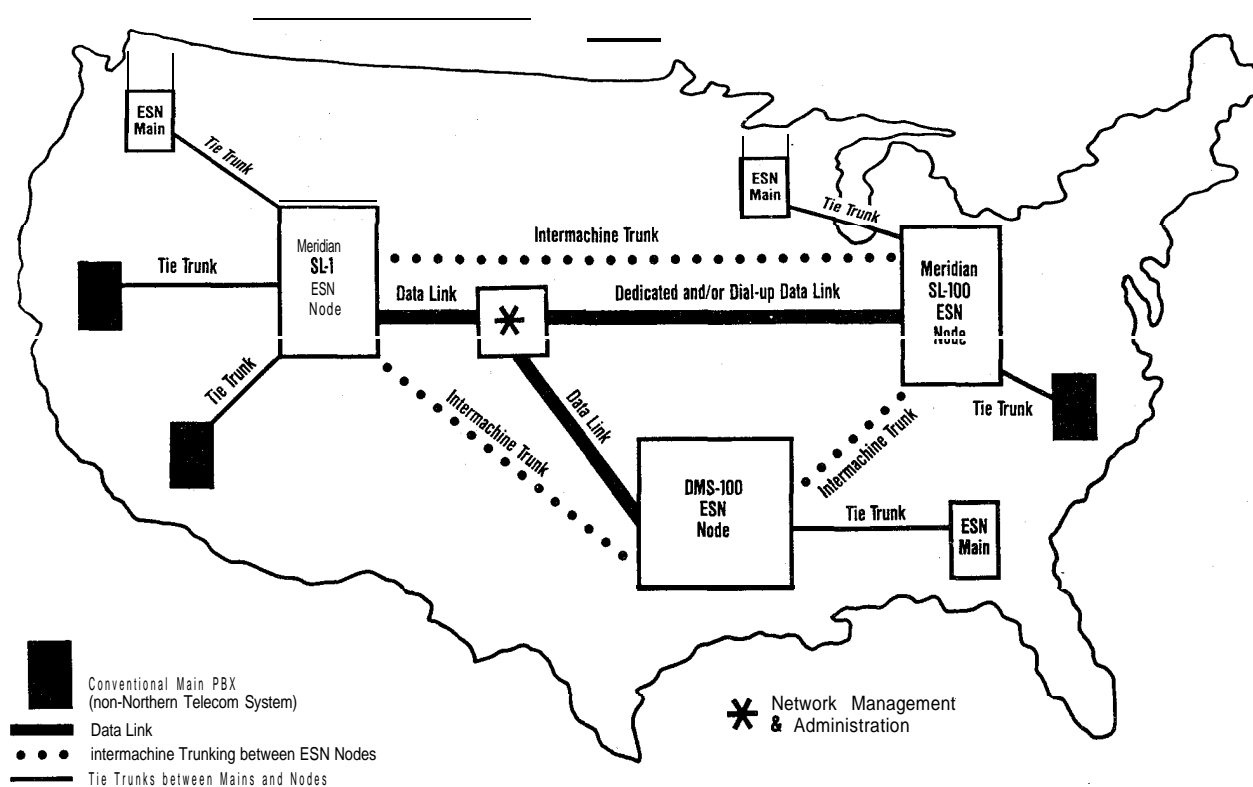 ESN
Main
Tie Trunk
ESN
Main
Tie Trunk
Meridian
SL-1
ESN
Node
Intermachine Trunk
Tie Trunk
Meridian
SL-100
ESN
Node
Data Link
Dedicated and/or Dial-up Data Link
*
Tie Trunk
Intermachine Trunk
Data Link
Tie Trunk
Intermachine Trunk
DMS-100
ESN
Node
Tie Trunk
ESN
Main
Conventional Main PBX
(non-Northern Telecom System)
Data Link
intermachine Trunking between ESN Nodes
Tie Trunks between Mains and Nodes
* Network Management
& Administration